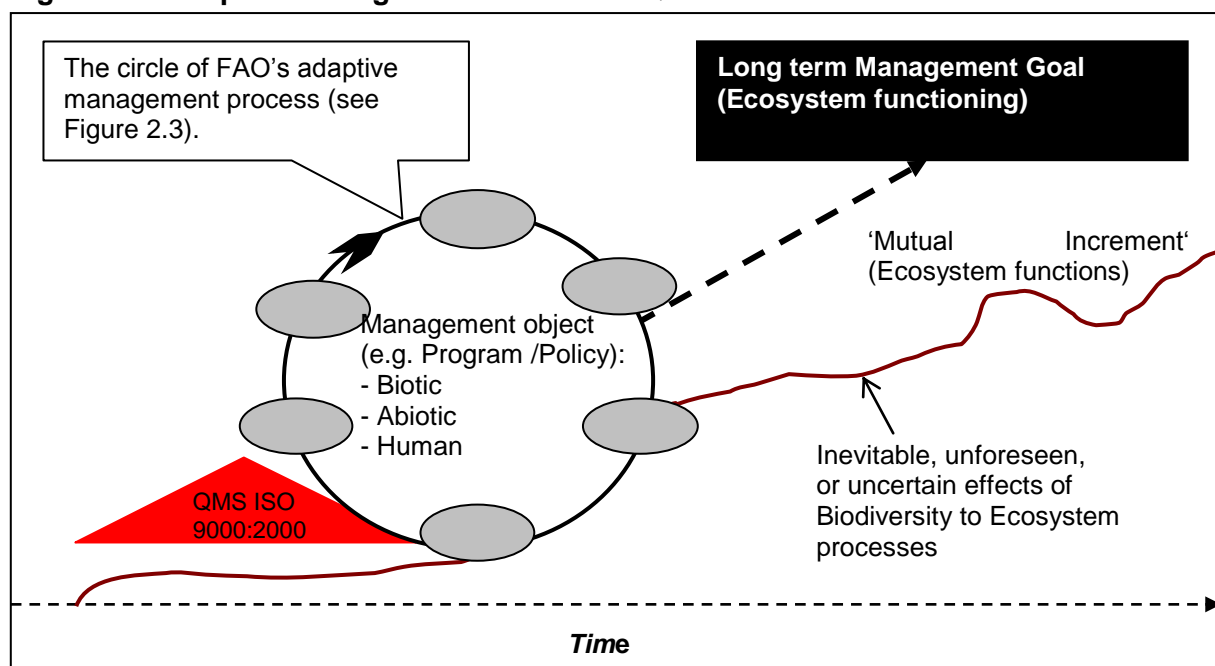 The circle of FAO's adaptive
management process (see
Figure 2.3).
Long term Management Goal
(Ecosystem functioning)
‘Mutual Increment‘
(Ecosystem functions)
Management object
(e.g. Program /Policy):
- Biotic
- Abiotic
- Human
QMS ISO
9000:2000
Inevitable, unforeseen,
or uncertain effects of
Biodiversity to Ecosystem
processes
Time